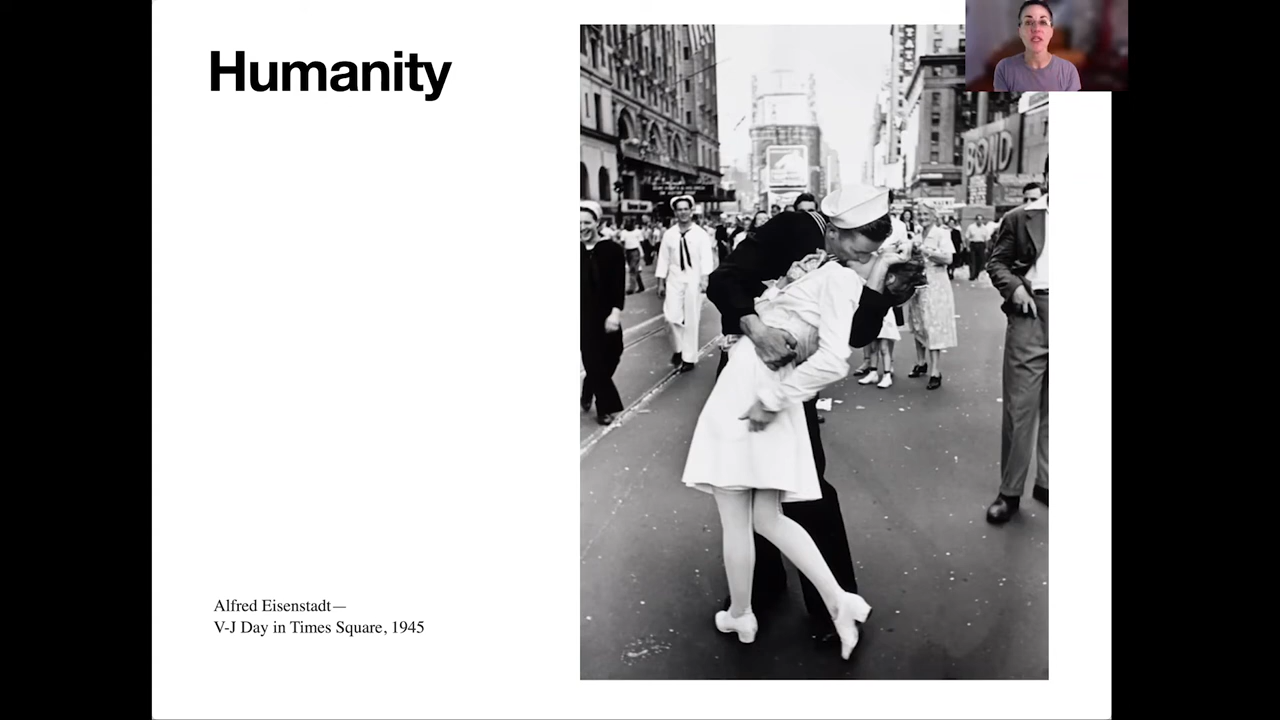 Humanity
BOND
Alfred Eisenstadt—
V-J Day in Times Square, 1945